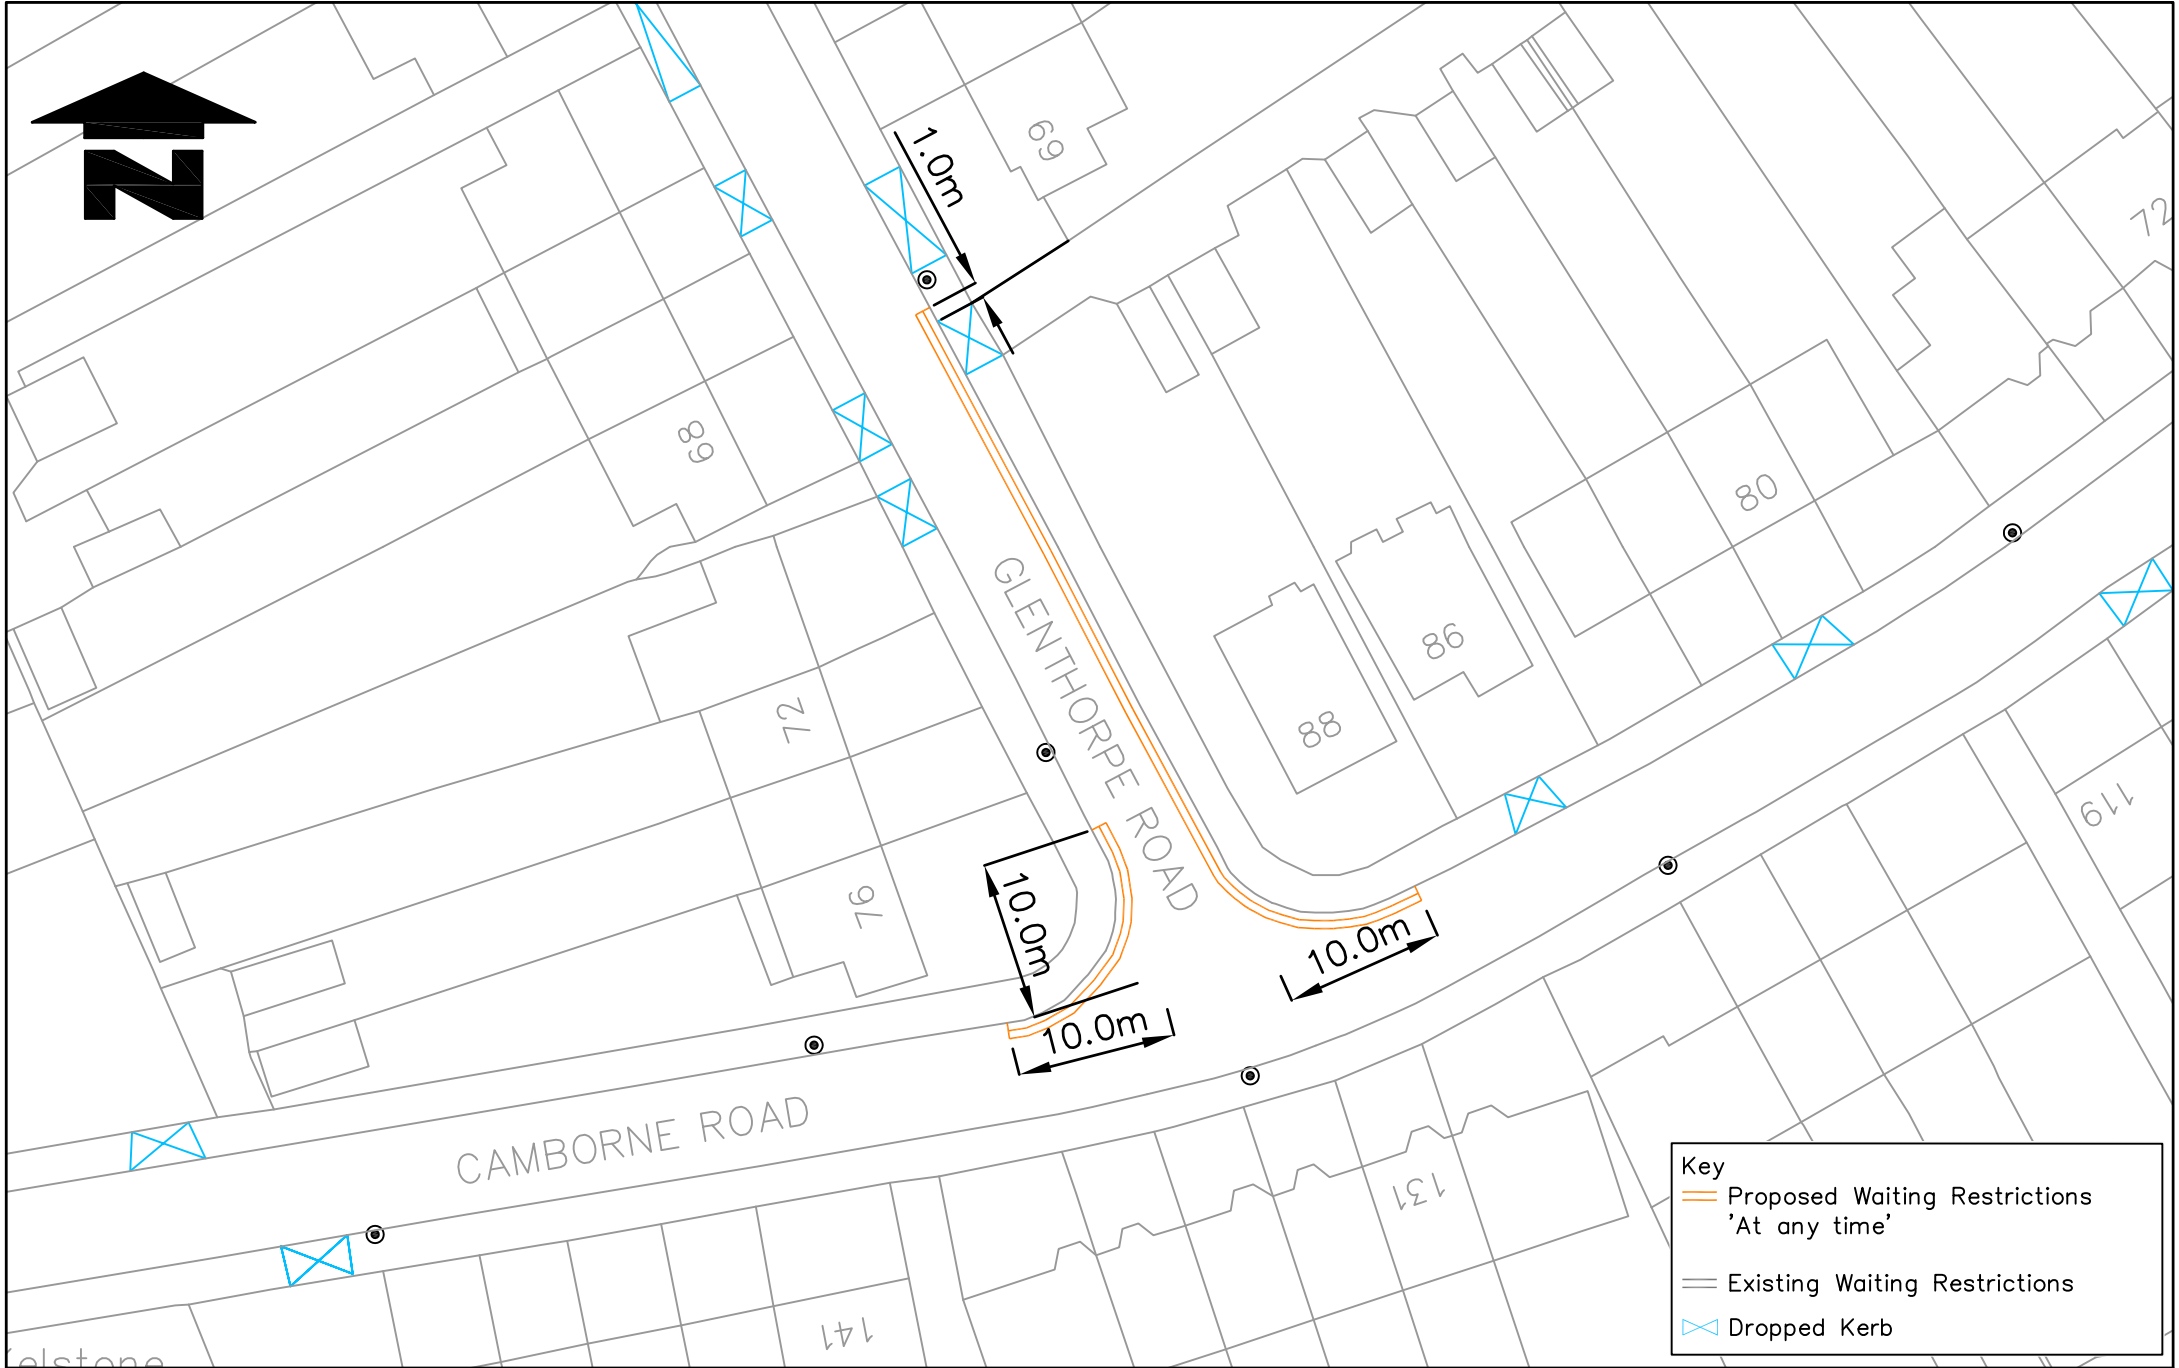 N
69
1.0m
72
68
80
GLENTHORPE ROAD
86
88
72
119
76
10.0m
10.0m
10.0m
CAMBORNE ROAD
131
141
elstone
Key
Proposed Waiting Restrictions
'At any time'
Existing Waiting Restrictions
Dropped Kerb